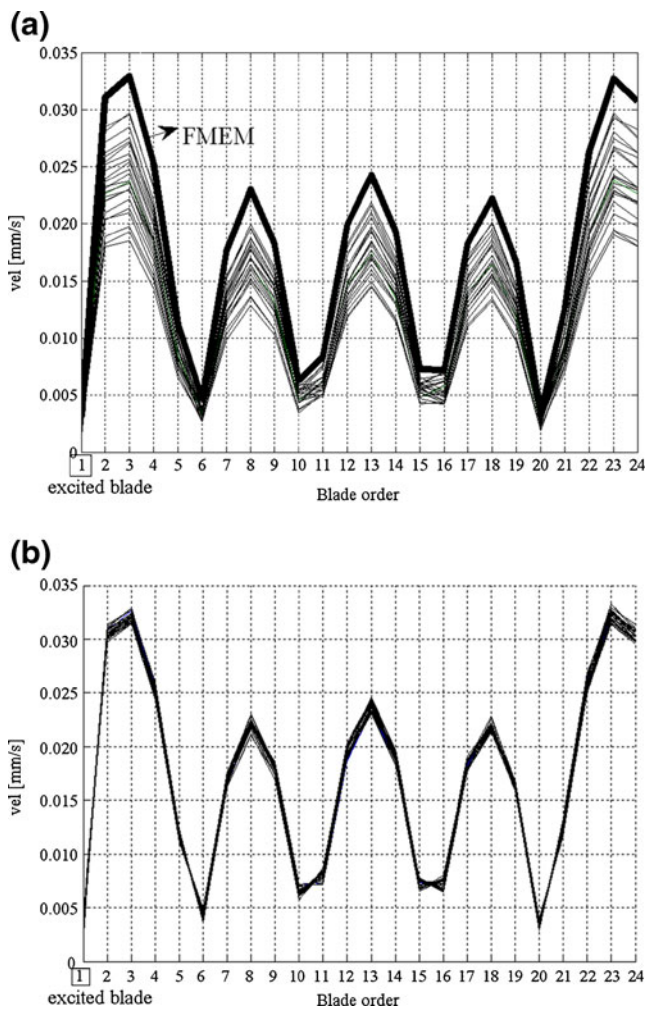 (a)
0.035
0.030
0.025
0.020
0.015
0.010
0.005
0
vel [mm/s]
FMEM
1 2 3 4 5 6 7 8 9 10 11 12 13 14 15 16 17 18 19 20 21 22 23 24
excited blade
Blade order
(b)
0.035
0.030
0.025
0.020
0.015
0.010
0.005
0
vel [mm/s]
1 2 3 4 5 6 7 8 9 10 11 12 13 14 15 16 17 18 19 20 21 22 23 24
excited blade
Blade order